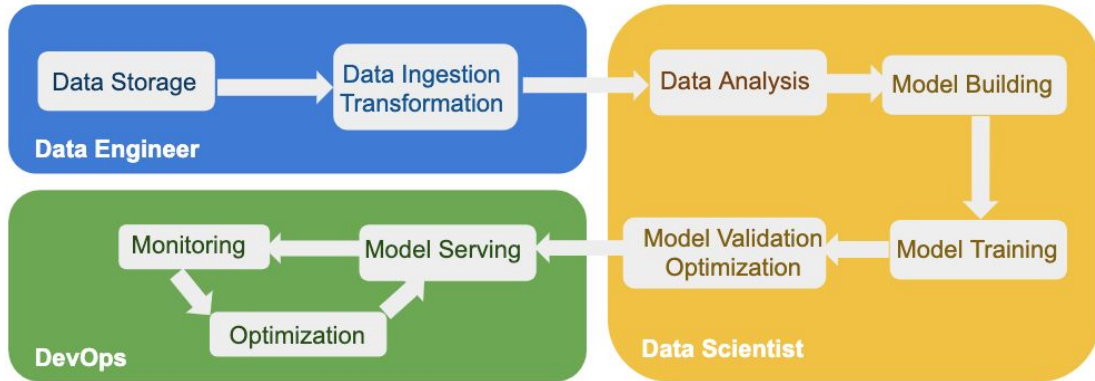 Data Storage
Data Ingestion
Transformation
Data Engineer
Data Analysis
Model Building
Model Training
Model Validation
Optimization
Data Scientist
Model Serving
Monitoring
Optimization
DevOps